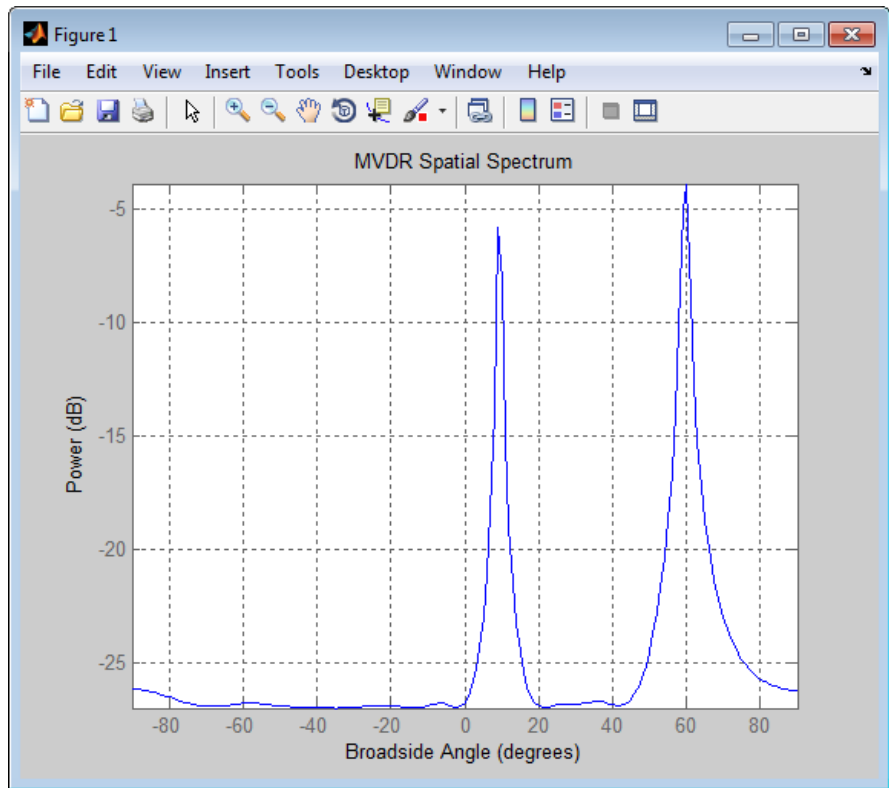 Figure 1
File Edit View Insert Tools Desktop Window Help
MVDR Spatial Spectrum
-5
-10
-15
-20
-25
Power (dB)
-80 -60 -40 -20 0 20 40 60 80
Broadside Angle (degrees)